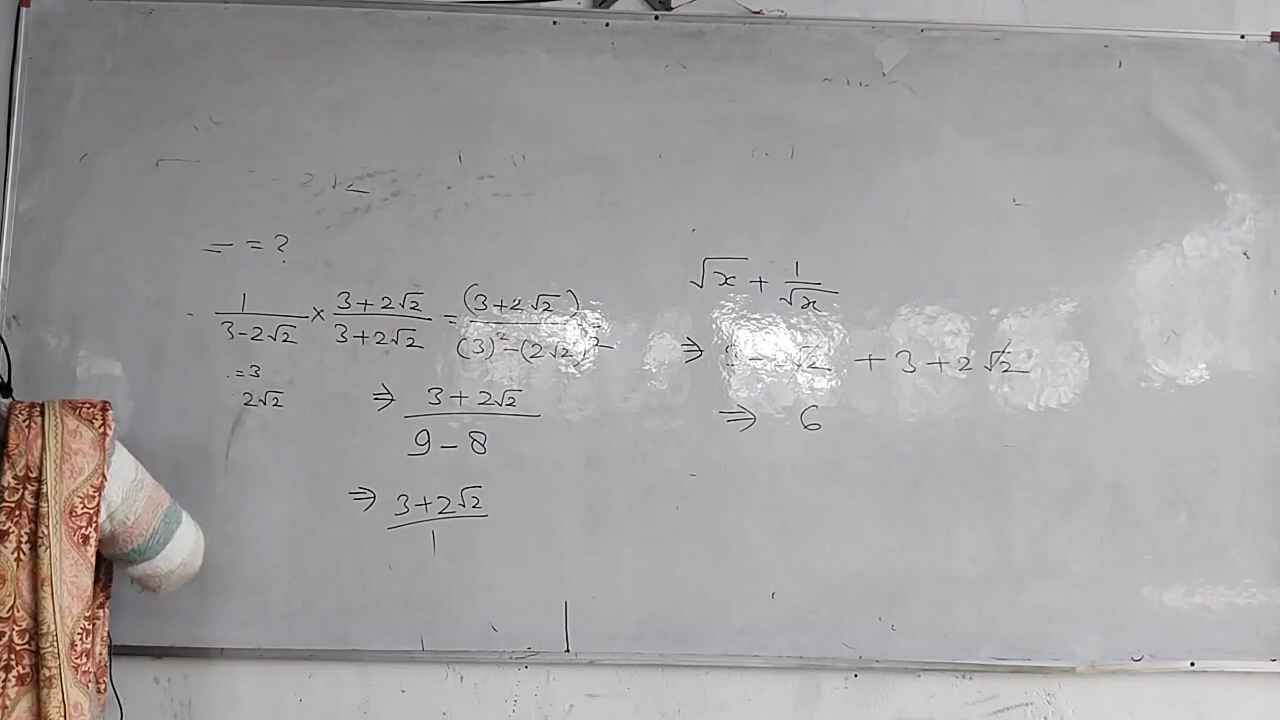 = ?
1/(3-2√2) × (3+2√2)/(3+2√2) = (3+2√2)/((3)²-(2√2)²)
= 3
2√2
⇒ (3+2√2)/(9-8)
⇒ (3+2√2)/1
√x + 1/√x
⇒ √2 + 3 + 2√2
⇒ 6